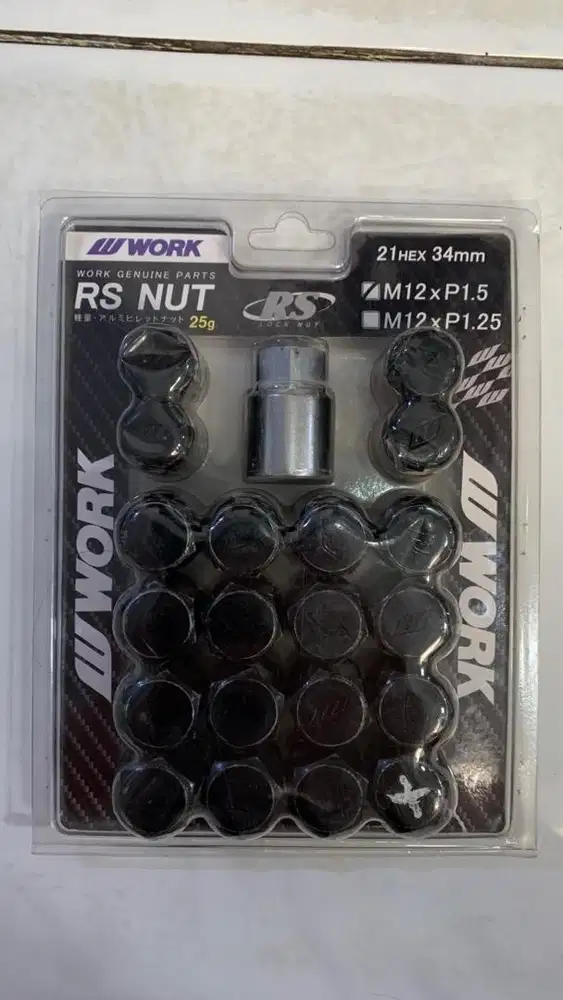 WORK
WORK GENUINE PARTS
RS NUT
軽量・アルミビレットナット 25g
RS
LOCK NUT
21HEX 34mm
M12xP1.5
M12xP1.25
WORK
WORK